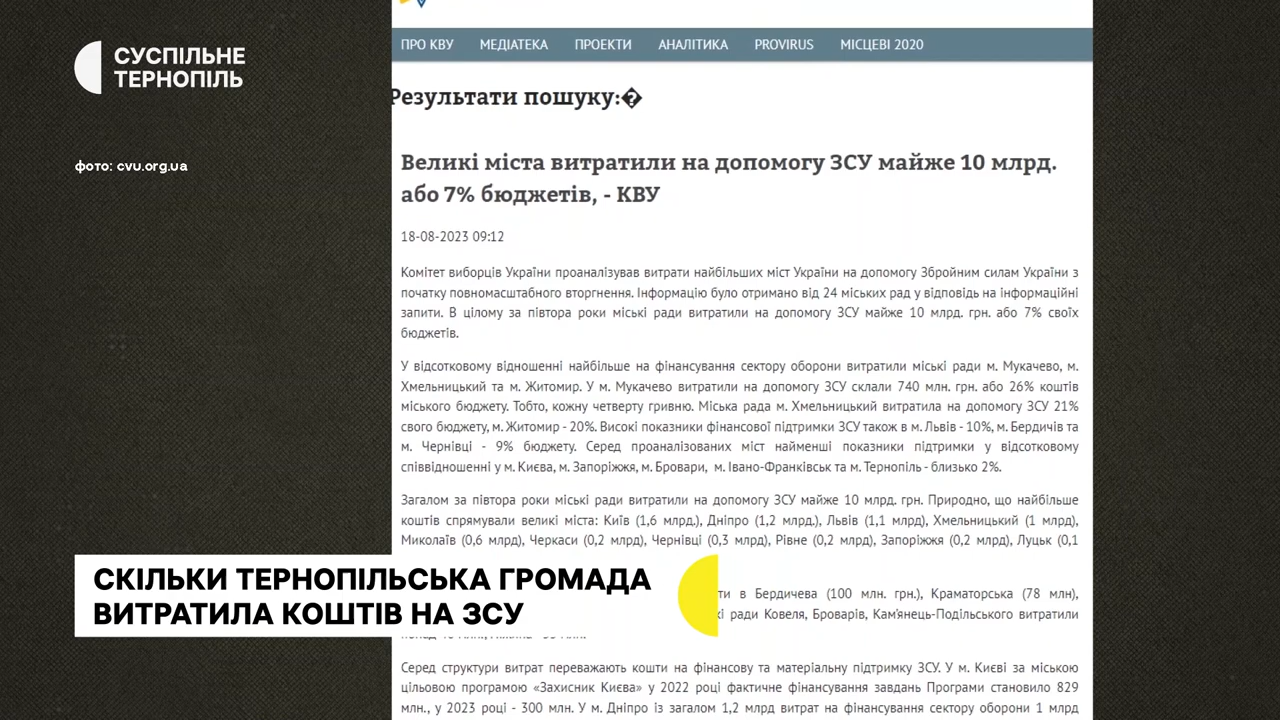 СУСПІЛЬНЕ
ТЕРНОПІЛЬ
фото: cvu.org.ua
ПРО КВУ МЕДІАТЕКА ПРОЕКТИ АНАЛІТИКА PROVIRUS МІСЦЕВІ 2020
Результати пошуку:�
Великі міста витратили на допомогу ЗСУ майже 10 млрд.
або 7% бюджетів, - КВУ
18-08-2023 09:12
Комітет виборців України проаналізував витрати найбільших міст України на допомогу Збройним силам України з
початку повномасштабного вторгнення. Інформацію було отримано від 24 міських рад у відповідь на інформаційні
запити. В цілому за півтора роки міські ради витратили на допомогу ЗСУ майже 10 млрд. грн. або 7% своїх
бюджетів.
У відсотковому відношенні найбільше на фінансування сектору оборони витратили міські ради м. Мукачево, м.
Хмельницький та м. Житомир. У м. Мукачево витратили на допомогу ЗСУ склали 740 млн. грн. або 26% коштів
міського бюджету. Тобто, кожну четверту гривню. Міська рада м. Хмельницький витратила на допомогу ЗСУ 21%
свого бюджету, м. Житомир - 20%. Високі показники фінансової підтримки ЗСУ також в м. Львів - 10%, м. Бердичів та
м. Чернівці - 9% бюджету. Серед проаналізованих міст найменші показники підтримки у відсотковому
співвідношенні у м. Києва, м. Запоріжжя, м. Бровари, м. Івано-Франківськ та м. Тернопіль - близько 2%.
Загалом за півтора роки міські ради витратили на допомогу ЗСУ майже 10 млрд. грн. Природно, що найбільше
коштів спрямували великі міста: Київ (1,6 млрд.), Дніпро (1,2 млрд.), Львів (1,1 млрд), Хмельницький (1 млрд),
Миколаїв (0,6 млрд), Черкаси (0,2 млрд), Чернівці (0,3 млрд), Рівне (0,2 млрд), Запоріжжя (0,2 млрд), Луцьк (0,1
в Бердичева (100 млн. грн.), Краматорська (78 млн),
ради Ковеля, Броварів, Кам'янець-Подільського витратили
СКІЛЬКИ ТЕРНОПІЛЬСЬКА ГРОМАДА
ВИТРАТИЛА КОШТІВ НА ЗСУ
Серед структури витрат переважають кошти на фінансову та матеріальну підтримку ЗСУ. У м. Києві за міською
цільовою програмою «Захисник Києва» у 2022 році фактичне фінансування завдань Програми становило 829
млн., у 2023 році - 300 млн. У м. Дніпро із загалом 1,2 млрд витрат на фінансування сектору оборони 1 млрд